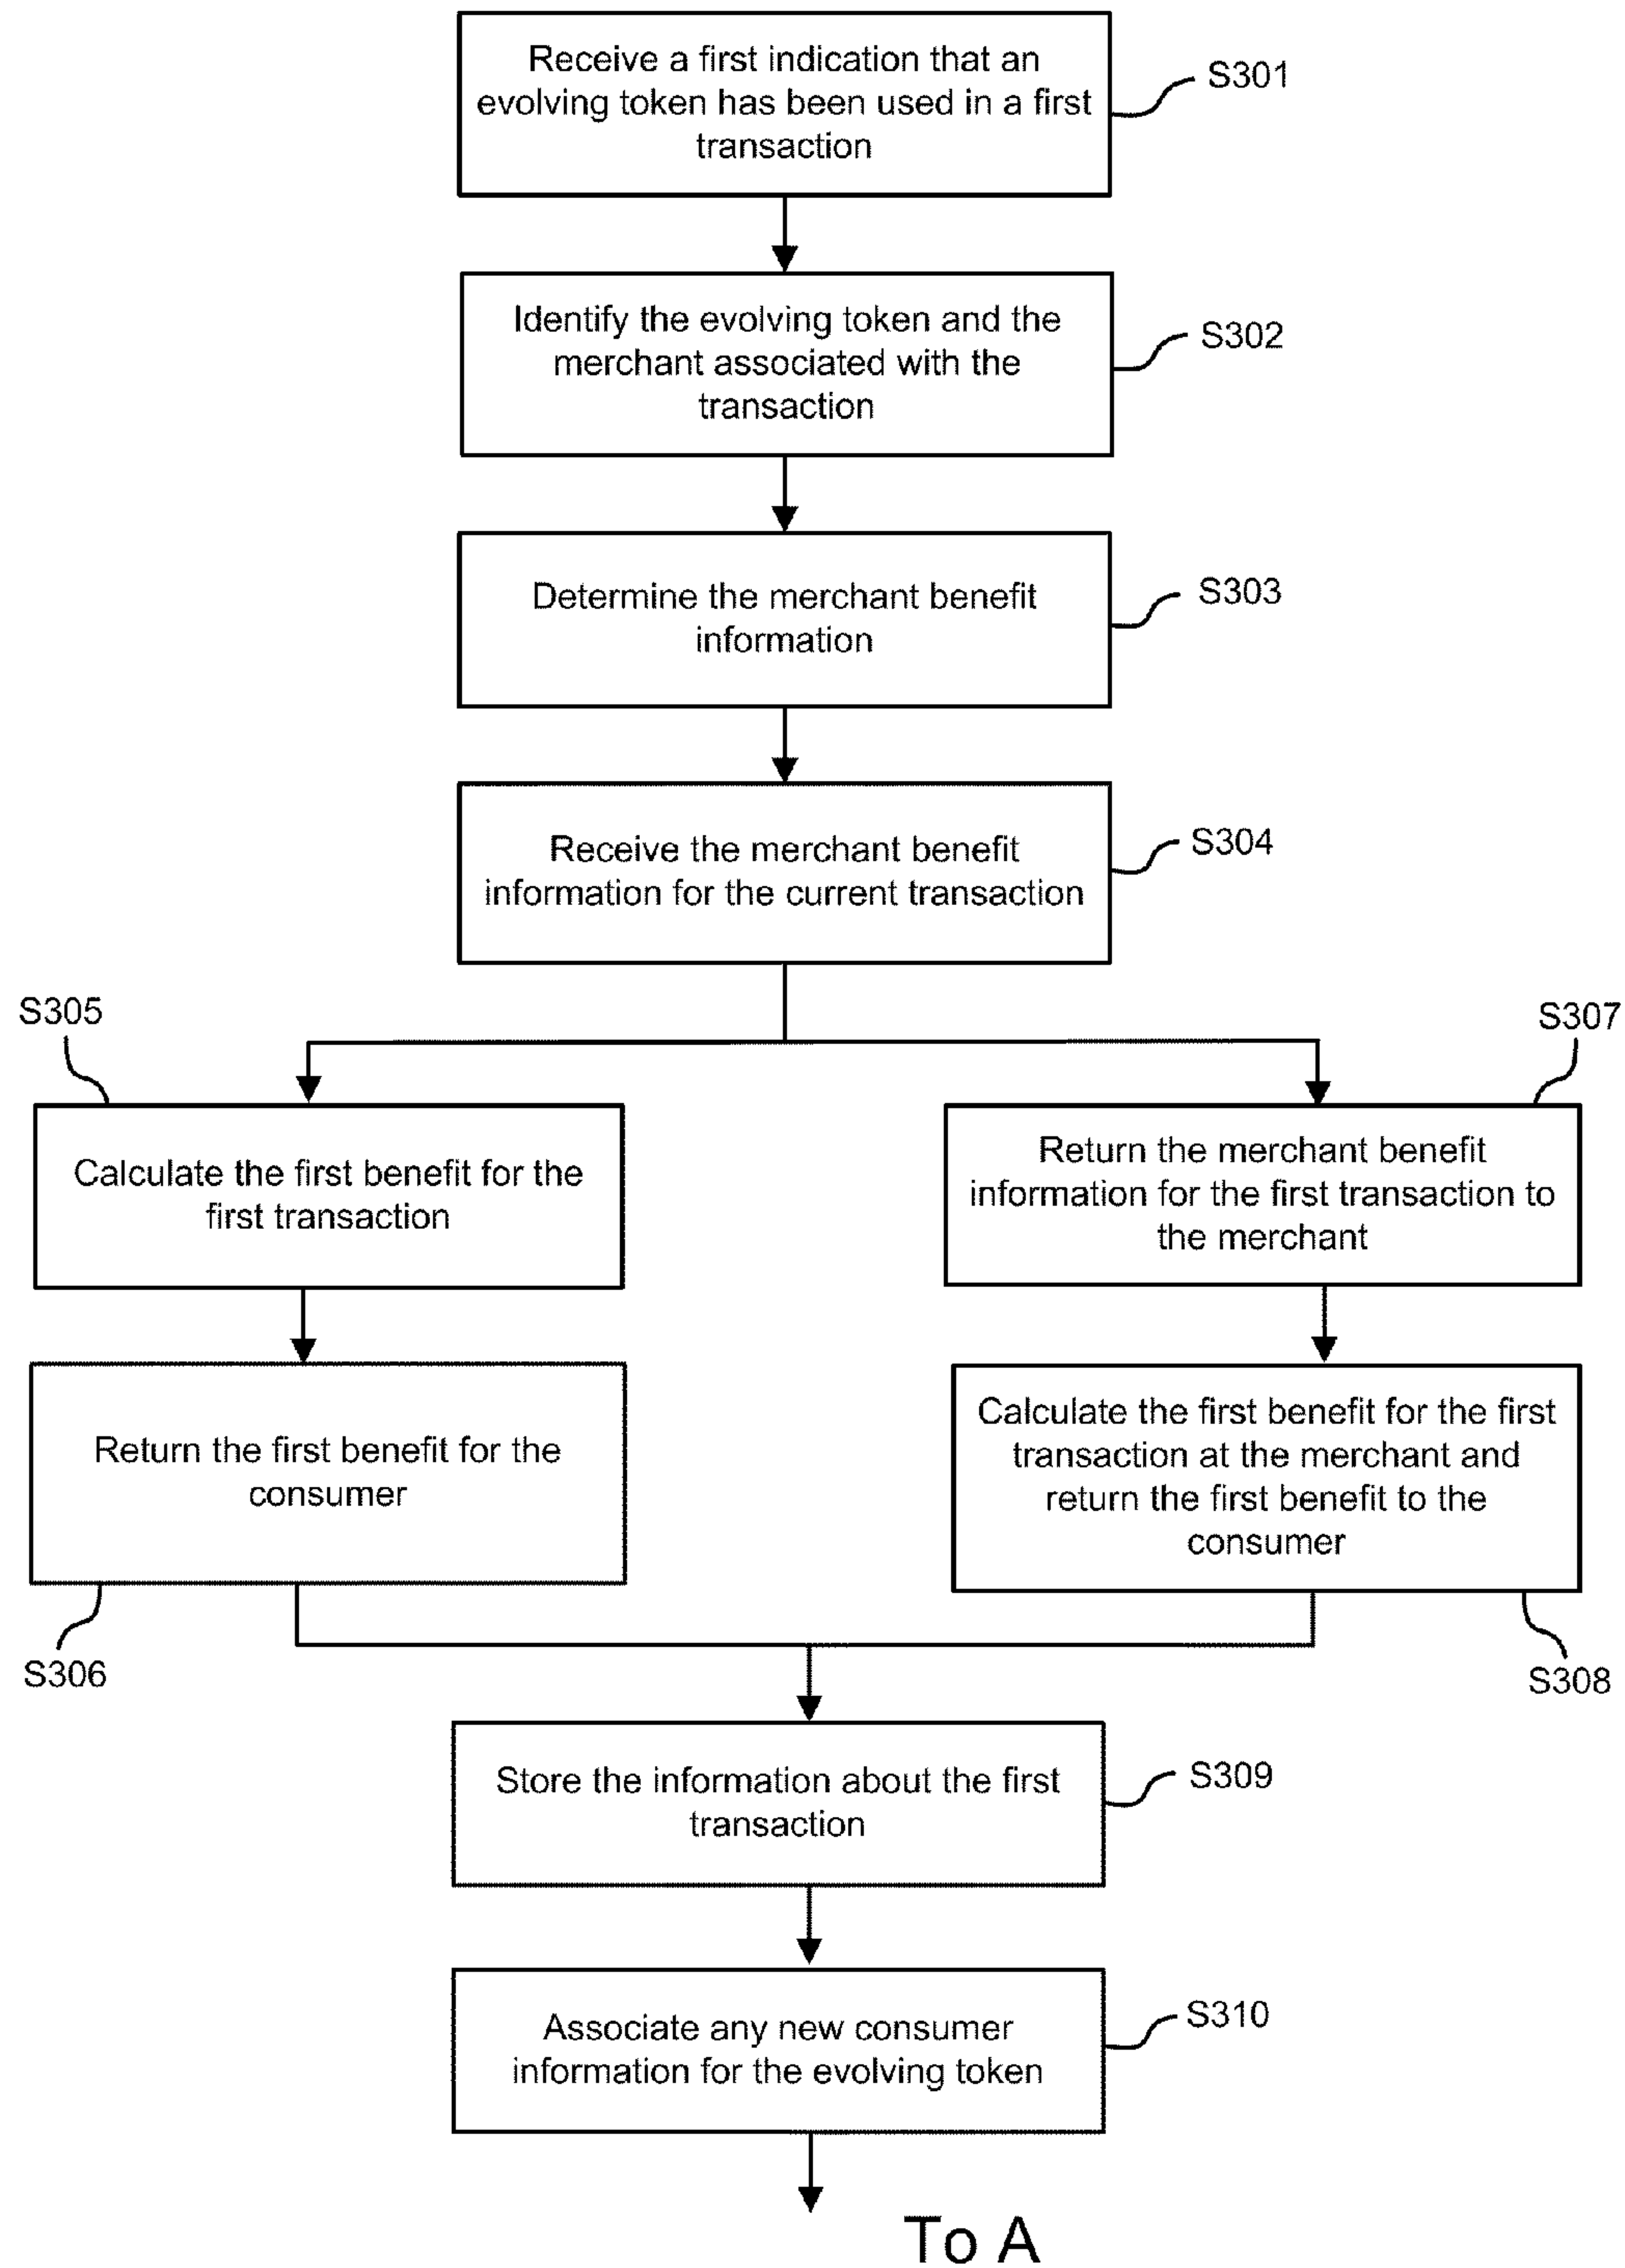 Receive a first indication that an
evolving token has been used in a first
transaction
S301
Identify the evolving token and the
merchant associated with the
transaction
S302
Determine the merchant benefit
information
S303
Receive the merchant benefit
information for the current transaction
S304
S305
Calculate the first benefit for the
first transaction
Return the first benefit for the
consumer
S306
S307
Return the merchant benefit
information for the first transaction to
the merchant
Calculate the first benefit for the first
transaction at the merchant and
return the first benefit to the
consumer
S308
Store the information about the first
transaction
S309
Associate any new consumer
information for the evolving token
S310
To A